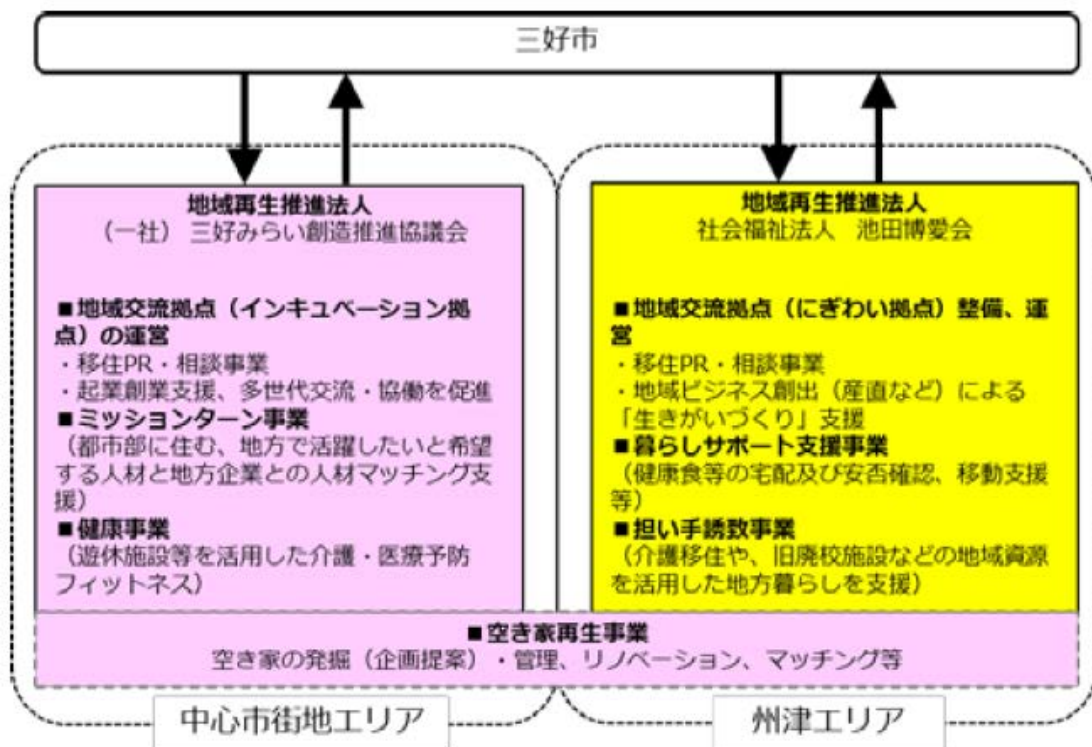 三好市
地域再生推進法人
（一社） 三好みらい創造推進協議会
■地域交流拠点（インキュベーション拠
点）の運営
・移住PR・相談事業
・起業創業支援、多世代交流・協働を促進
■ミッションターン事業
（都市部に住む、地方で活躍したいと希望
する人材と地方企業との人材マッチング支
援）
■健康事業
（遊休施設等を活用した介護・医療予防
フィットネス）
地域再生推進法人
社会福祉法人　池田博愛会
■地域交流拠点（にぎわい拠点）整備、運
営
・移住PR・相談事業
・地域ビジネス創出（産直など）による
「生きがいづくり」支援
■暮らしサポート支援事業
（健康食等の宅配及び安否確認、移動支援
等）
■担い手誘致事業
（介護移住や、旧廃校施設などの地域資源
を活用した地方暮らしを支援）
■空き家再生事業
空き家の発掘（企画提案）・管理、リノベーション、マッチング等
中心市街地エリア
州津エリア